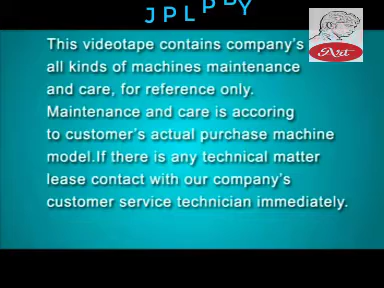 JPLPBY
Art
This videotape contains company's
all kinds of machines maintenance
and care, for reference only.
Maintenance and care is accoring
to customer's actual purchase machine
model.If there is any technical matter
lease contact with our company's
customer service technician immediately.